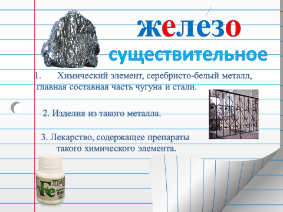 железо
существительное
1. Химический элемент, серебристо-белый металл,
главная составная часть чугуна и стали.
2. Изделия из такого металла.
3. Лекарство, содержащее препараты
такого химического элемента.
Fe